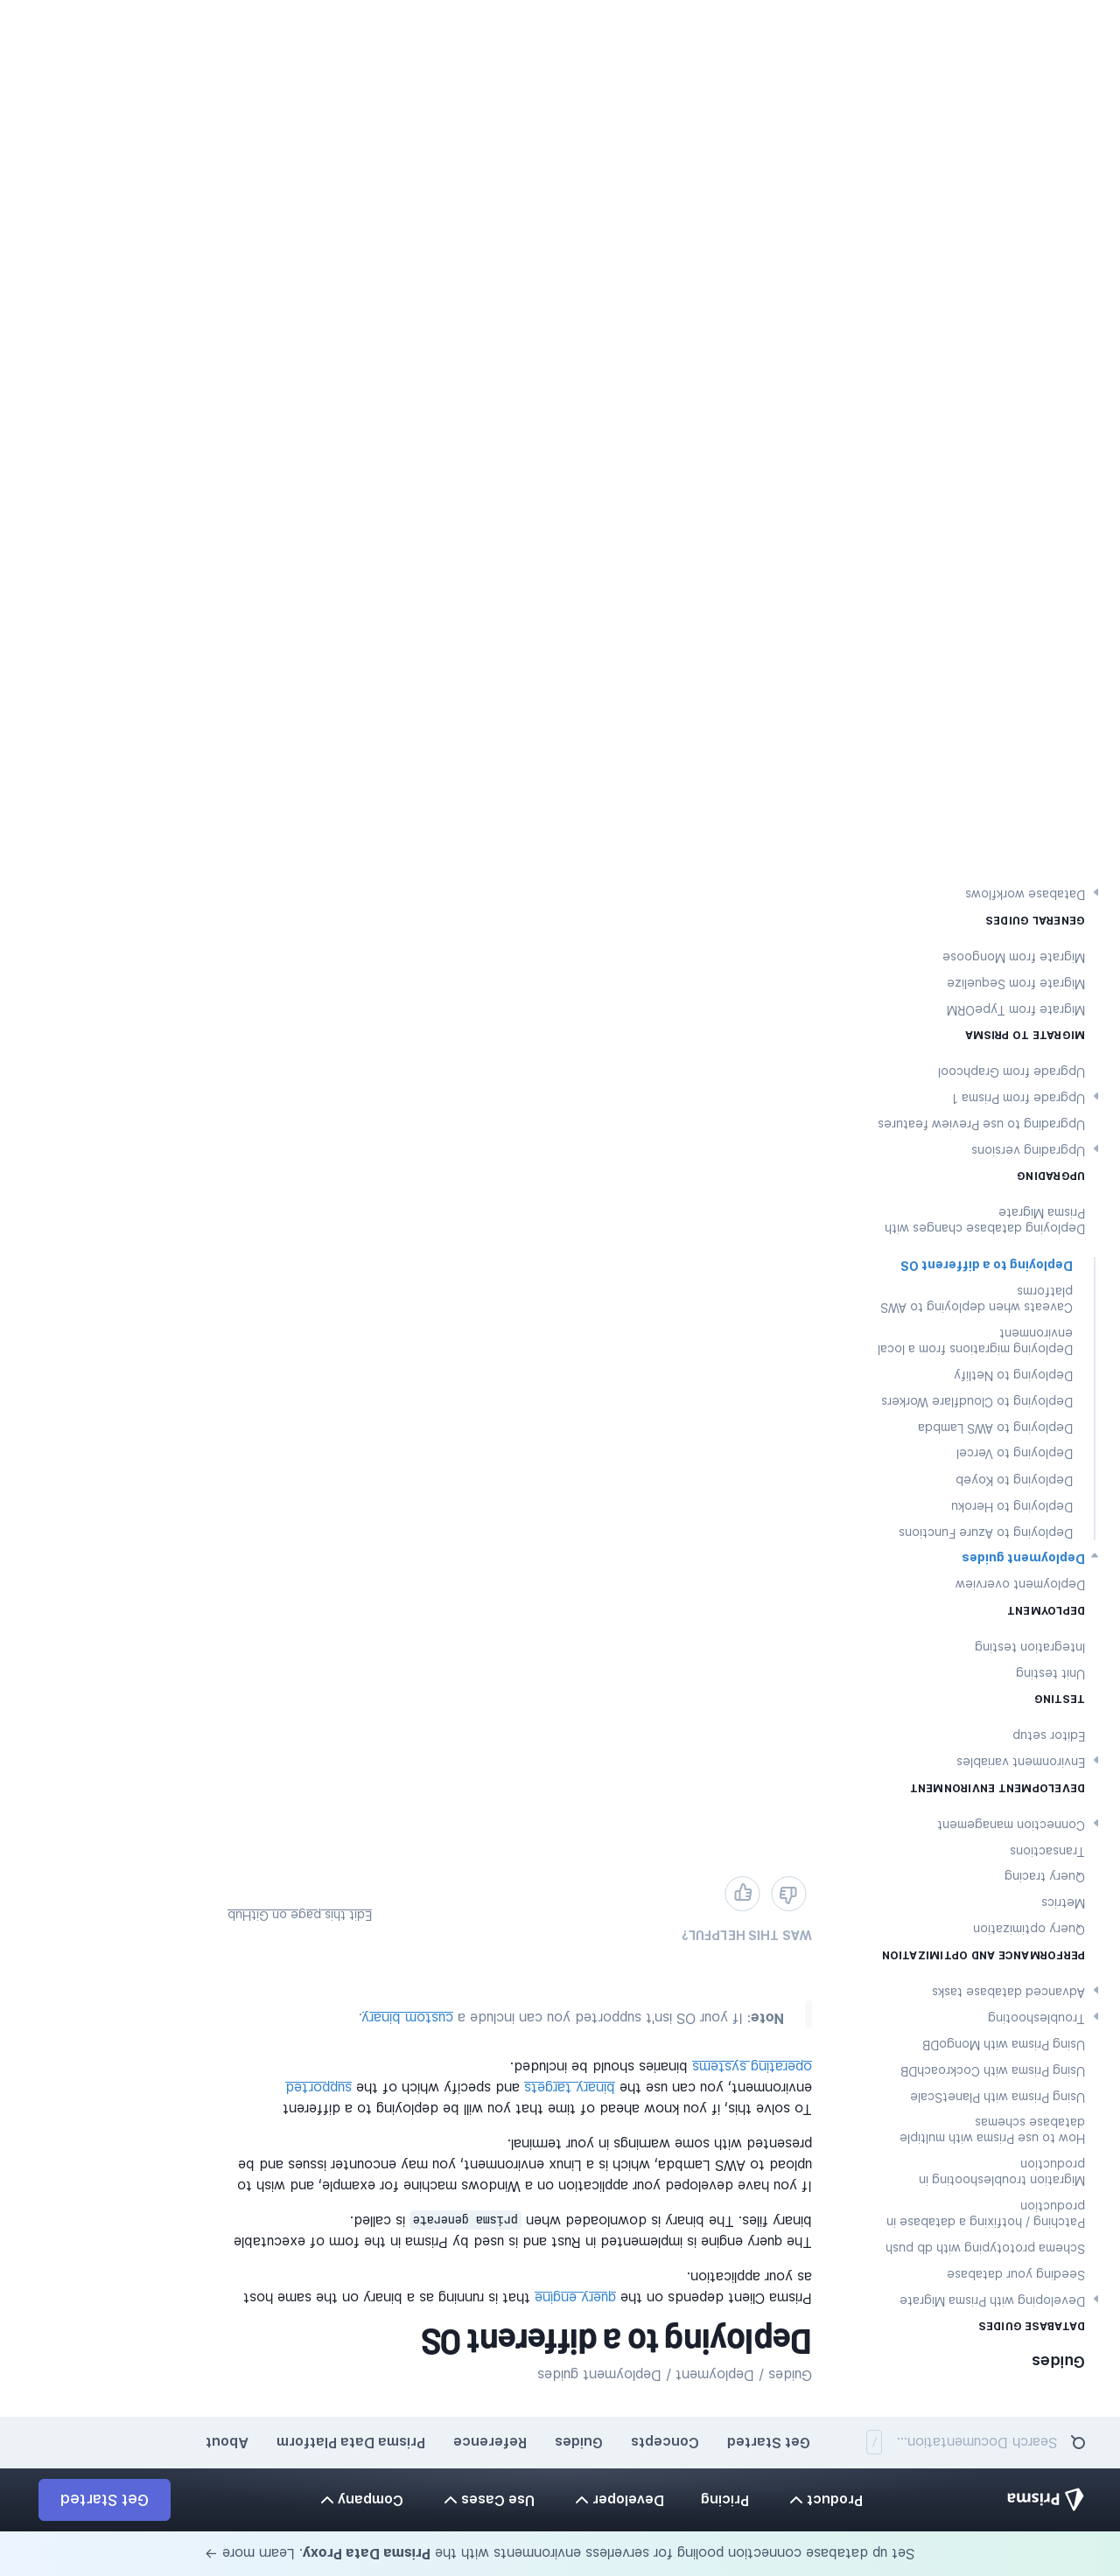 Set up database connection pooling for serverless environments with the Prisma Data Proxy. Learn more →
Prisma
Product
Pricing
Developer
Use Cases
Company
Get Started
Search Documentation...
/
Get Started
Concepts
Guides
Reference
Prisma Data Platform
About
Guides
DATABASE GUIDES
Developing with Prisma Migrate
Seeding your database
Schema prototyping with db push
Patching / hotfixing a database in
production
Migration troubleshooting in
production
How to use Prisma with multiple
database schemas
Using Prisma with PlanetScale
Using Prisma with CockroachDB
Using Prisma with MongoDB
Troubleshooting
Advanced database tasks
PERFORMANCE AND OPTIMIZATION
Query optimization
Metrics
Query tracing
Transactions
Connection management
DEVELOPMENT ENVIRONMENT
Environment variables
Editor setup
TESTING
Unit testing
Integration testing
DEPLOYMENT
Deployment overview
Deployment guides
Deploying to Azure Functions
Deploying to Heroku
Deploying to Koyeb
Deploying to Vercel
Deploying to AWS Lambda
Deploying to Cloudflare Workers
Deploying to Netlify
Deploying migrations from a local
environment
Caveats when deploying to AWS
platforms
Deploying to a different OS
Deploying database changes with
Prisma Migrate
UPGRADING
Upgrading versions
Upgrading to use Preview features
Upgrade from Prisma 1
Upgrade from Graphcool
MIGRATE TO PRISMA
Migrate from TypeORM
Migrate from Sequelize
Migrate from Mongoose
GENERAL GUIDES
Database workflows
Guides / Deployment / Deployment guides
Deploying to a different OS
Prisma Client depends on the query engine that is running as a binary on the same host
as your application.
The query engine is implemented in Rust and is used by Prisma in the form of executable
binary files. The binary is downloaded when prisma generate is called.
If you have developed your application on a Windows machine for example, and wish to
upload to AWS Lambda, which is a Linux environment, you may encounter issues and be
presented with some warnings in your terminal.
To solve this, if you know ahead of time that you will be deploying to a different
environment, you can use the binary targets and specify which of the supported
operating systems binaries should be included.
Note: If your OS isn't supported you can include a custom binary.
WAS THIS HELPFUL?
Edit this page on GitHub